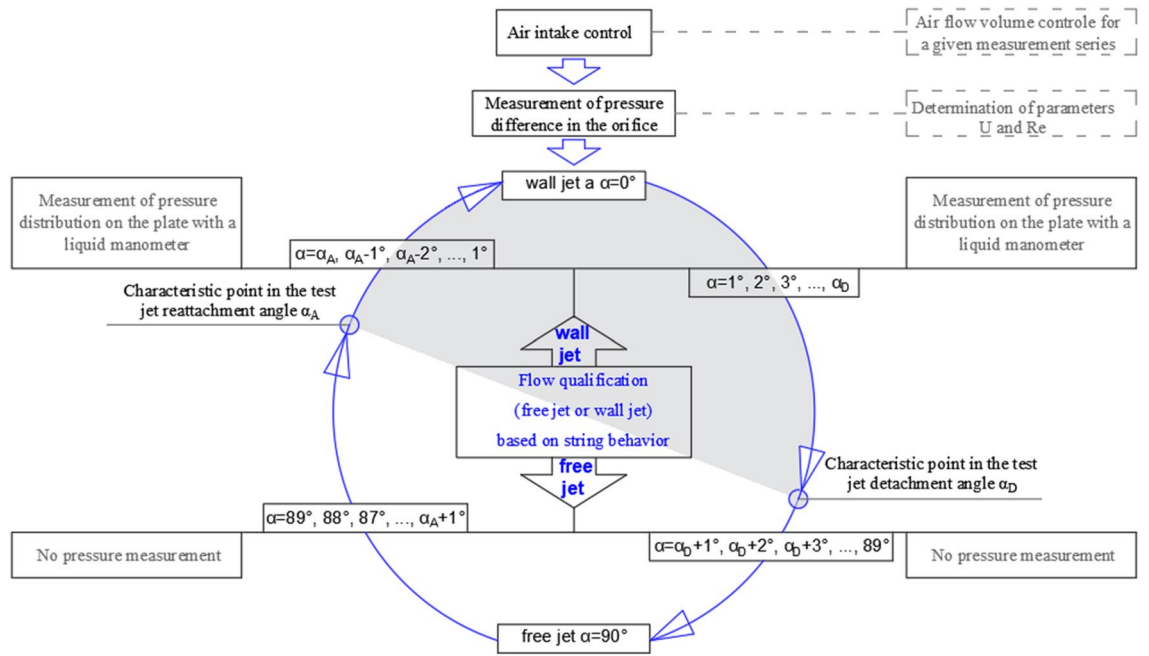 Air intake control
Air flow volume controle for
a given measurement series
Measurement of pressure
difference in the orifice
Determination of parameters
U and Re
wall jet a α=0°
Measurement of pressure
distribution on the plate with a
liquid manometer
Measurement of pressure
distribution on the plate with a
liquid manometer
α=αA, αA-1°, αA-2°, ..., 1°
α=1°, 2°, 3°, ..., αD
Characteristic point in the test
jet reattachment angle αA
wall
jet
Flow qualification
(free jet or wall jet)
based on string behavior
free
jet
Characteristic point in the test
jet detachment angle αD
α=89°, 88°, 87°, ..., αA+1°
α=αD+1°, αD+2°, αD+3°, ..., 89°
No pressure measurement
No pressure measurement
free jet α=90°